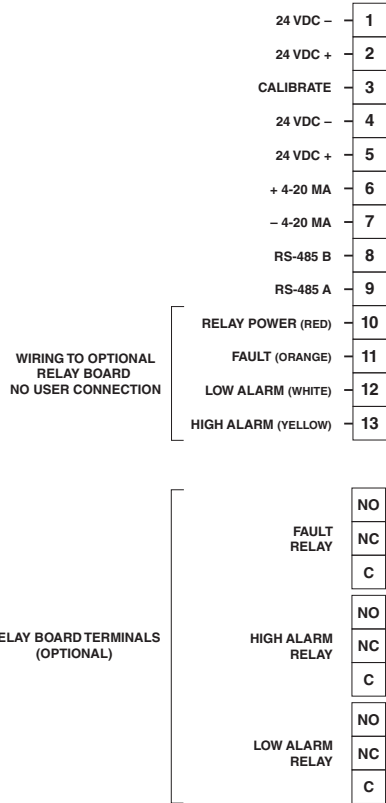 24 VDC – 1
24 VDC + 2
CALIBRATE 3
24 VDC – 4
24 VDC + 5
+ 4-20 MA 6
– 4-20 MA 7
RS-485 B 8
RS-485 A 9
WIRING TO OPTIONAL
RELAY BOARD
NO USER CONNECTION
RELAY POWER (RED) 10
FAULT (ORANGE) 11
LOW ALARM (WHITE) 12
HIGH ALARM (YELLOW) 13
ELAY BOARD TERMINALS
(OPTIONAL)
FAULT
RELAY
NO
NC
C
HIGH ALARM
RELAY
NO
NC
C
LOW ALARM
RELAY
NO
NC
C